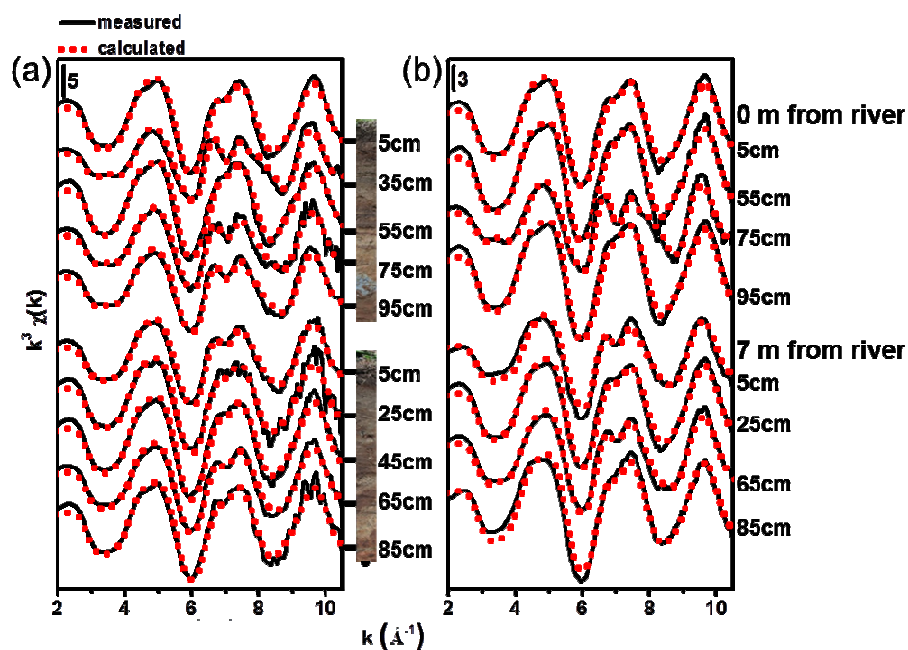 measured
calculated
(a)
5
5cm
35cm
55cm
75cm
95cm
5cm
25cm
45cm
65cm
85cm
k³ χ(k)
2 4 6 8 10
(b)
3
0 m from river
5cm
55cm
75cm
95cm
7 m from river
5cm
25cm
65cm
85cm
2 4 6 8 10
k (Å⁻¹)